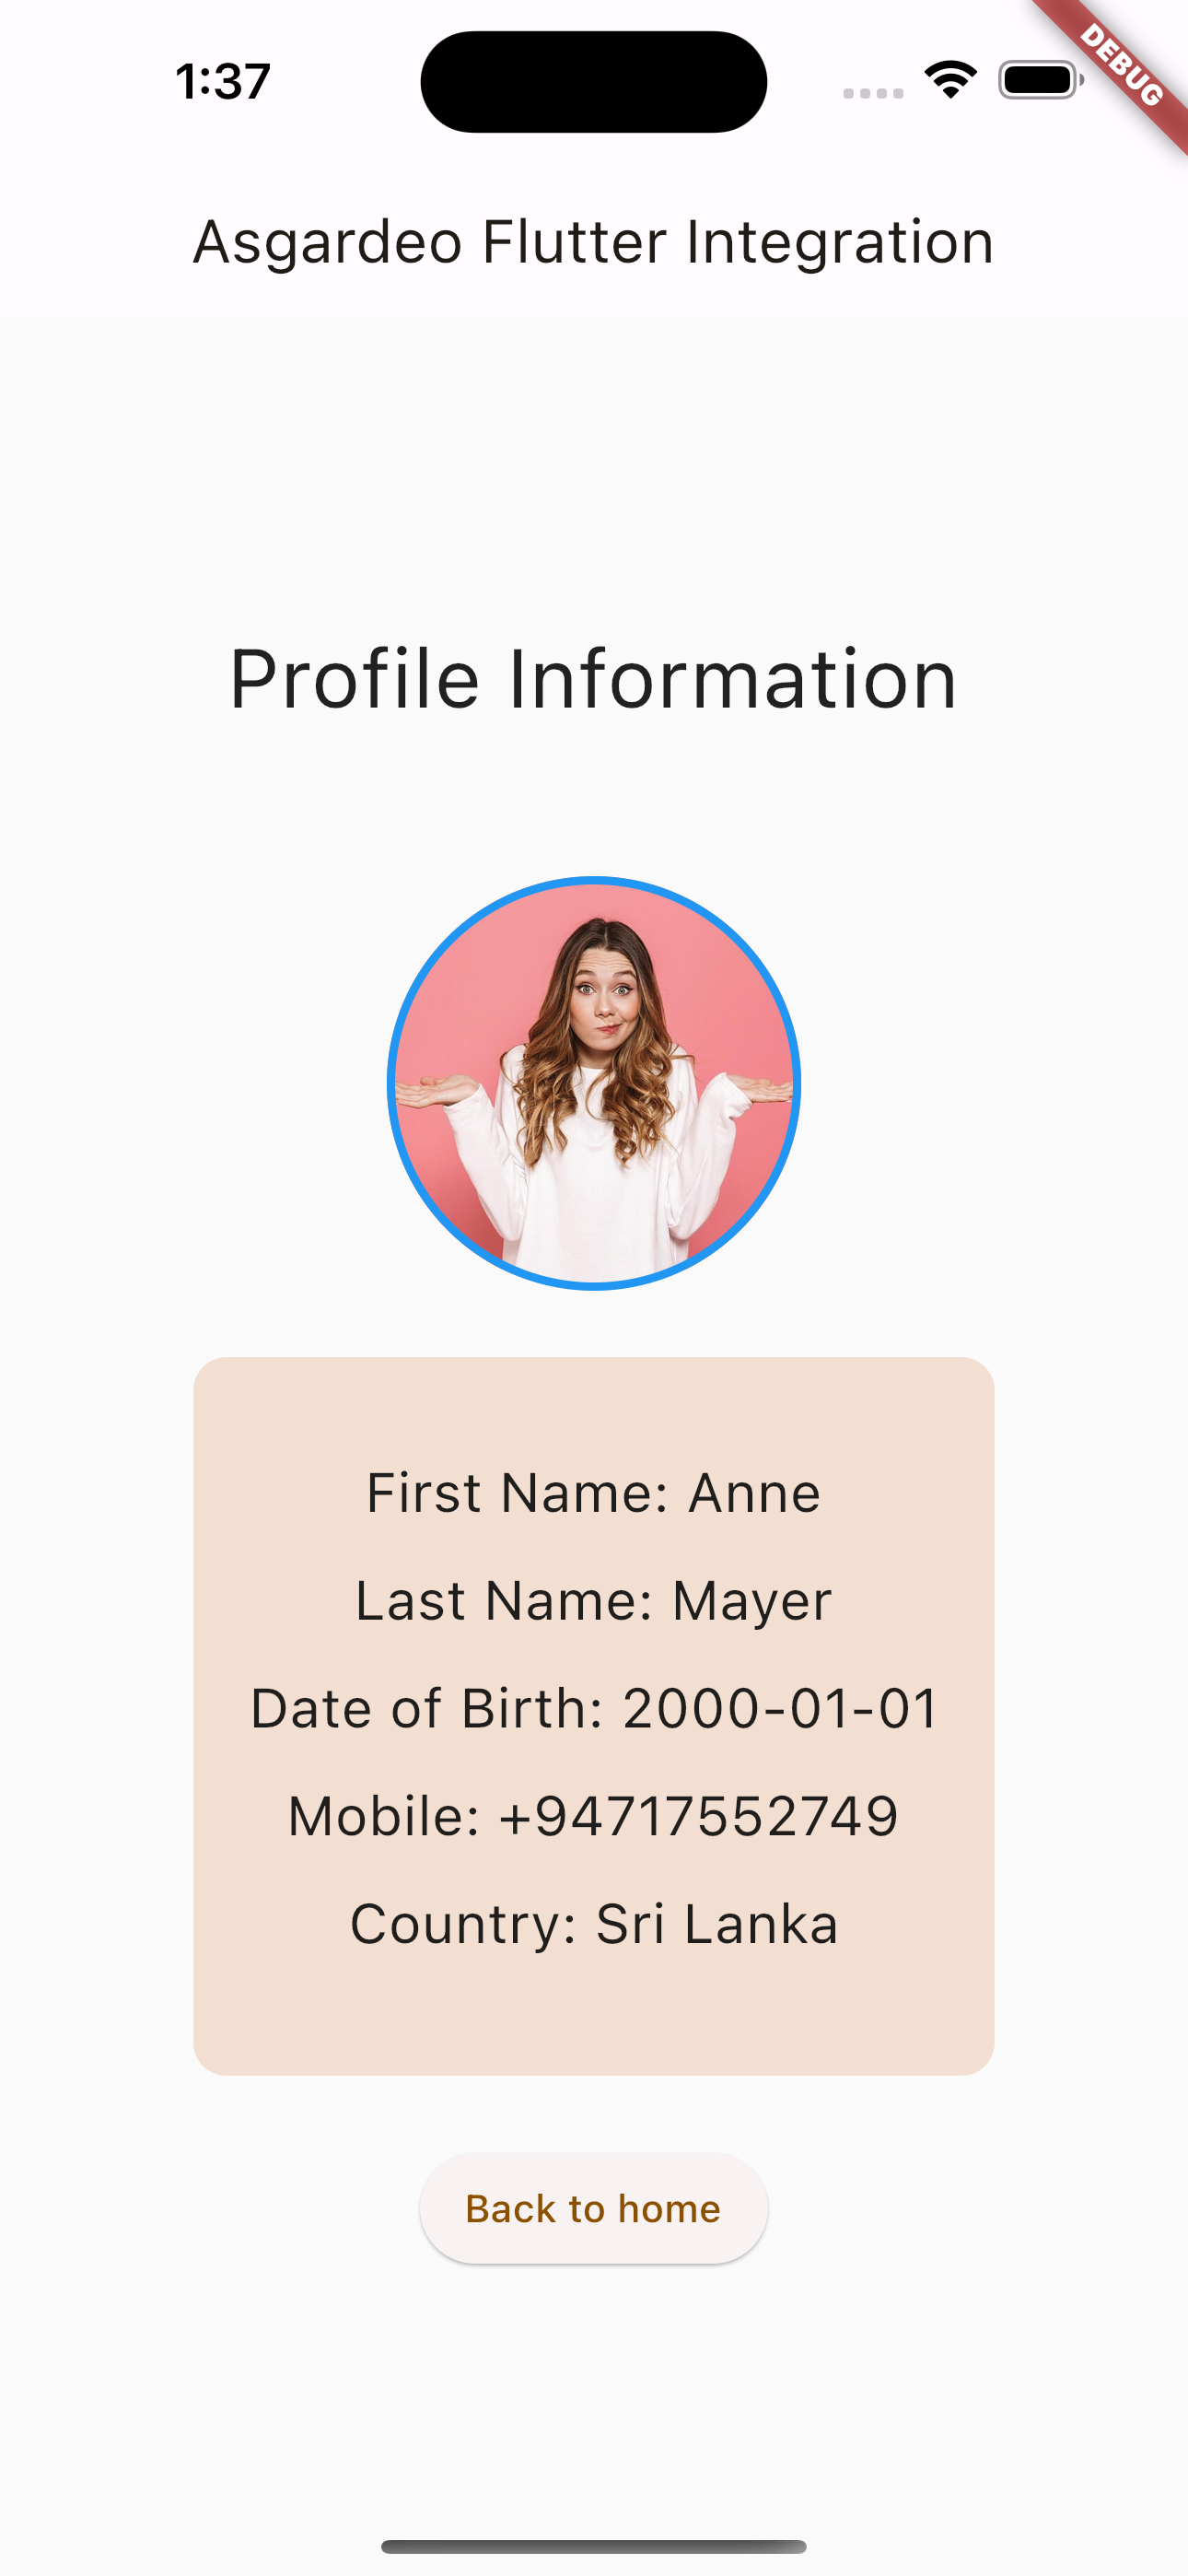 1:37
DEBUG
Asgardeo Flutter Integration
Profile Information
First Name: Anne
Last Name: Mayer
Date of Birth: 2000-01-01
Mobile: +94717552749
Country: Sri Lanka
Back to home